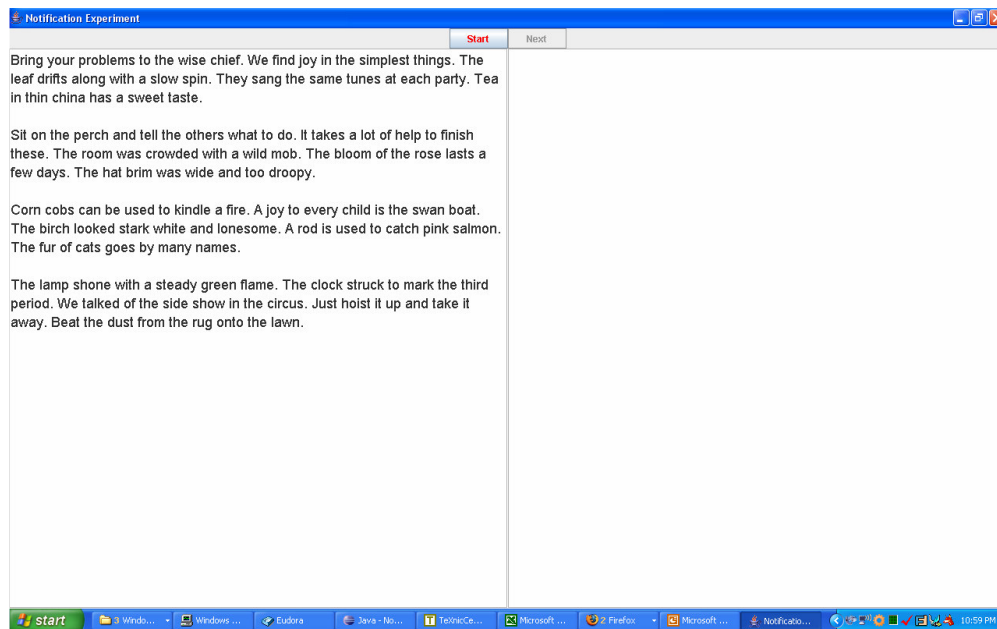 Notification Experiment
Start Next
Bring your problems to the wise chief. We find joy in the simplest things. The
leaf drifts along with a slow spin. They sang the same tunes at each party. Tea
in thin china has a sweet taste.
Sit on the perch and tell the others what to do. It takes a lot of help to finish
these. The room was crowded with a wild mob. The bloom of the rose lasts a
few days. The hat brim was wide and too droopy.
Corn cobs can be used to kindle a fire. A joy to every child is the swan boat.
The birch looked stark white and lonesome. A rod is used to catch pink salmon.
The fur of cats goes by many names.
The lamp shone with a steady green flame. The clock struck to mark the third
period. We talked of the side show in the circus. Just hoist it up and take it
away. Beat the dust from the rug onto the lawn.
start 3 Windo... Windows ... Eudora Java - No... TeXnicCe... Microsoft ... 2 Firefox Microsoft ... Notificatio... 10:59 PM